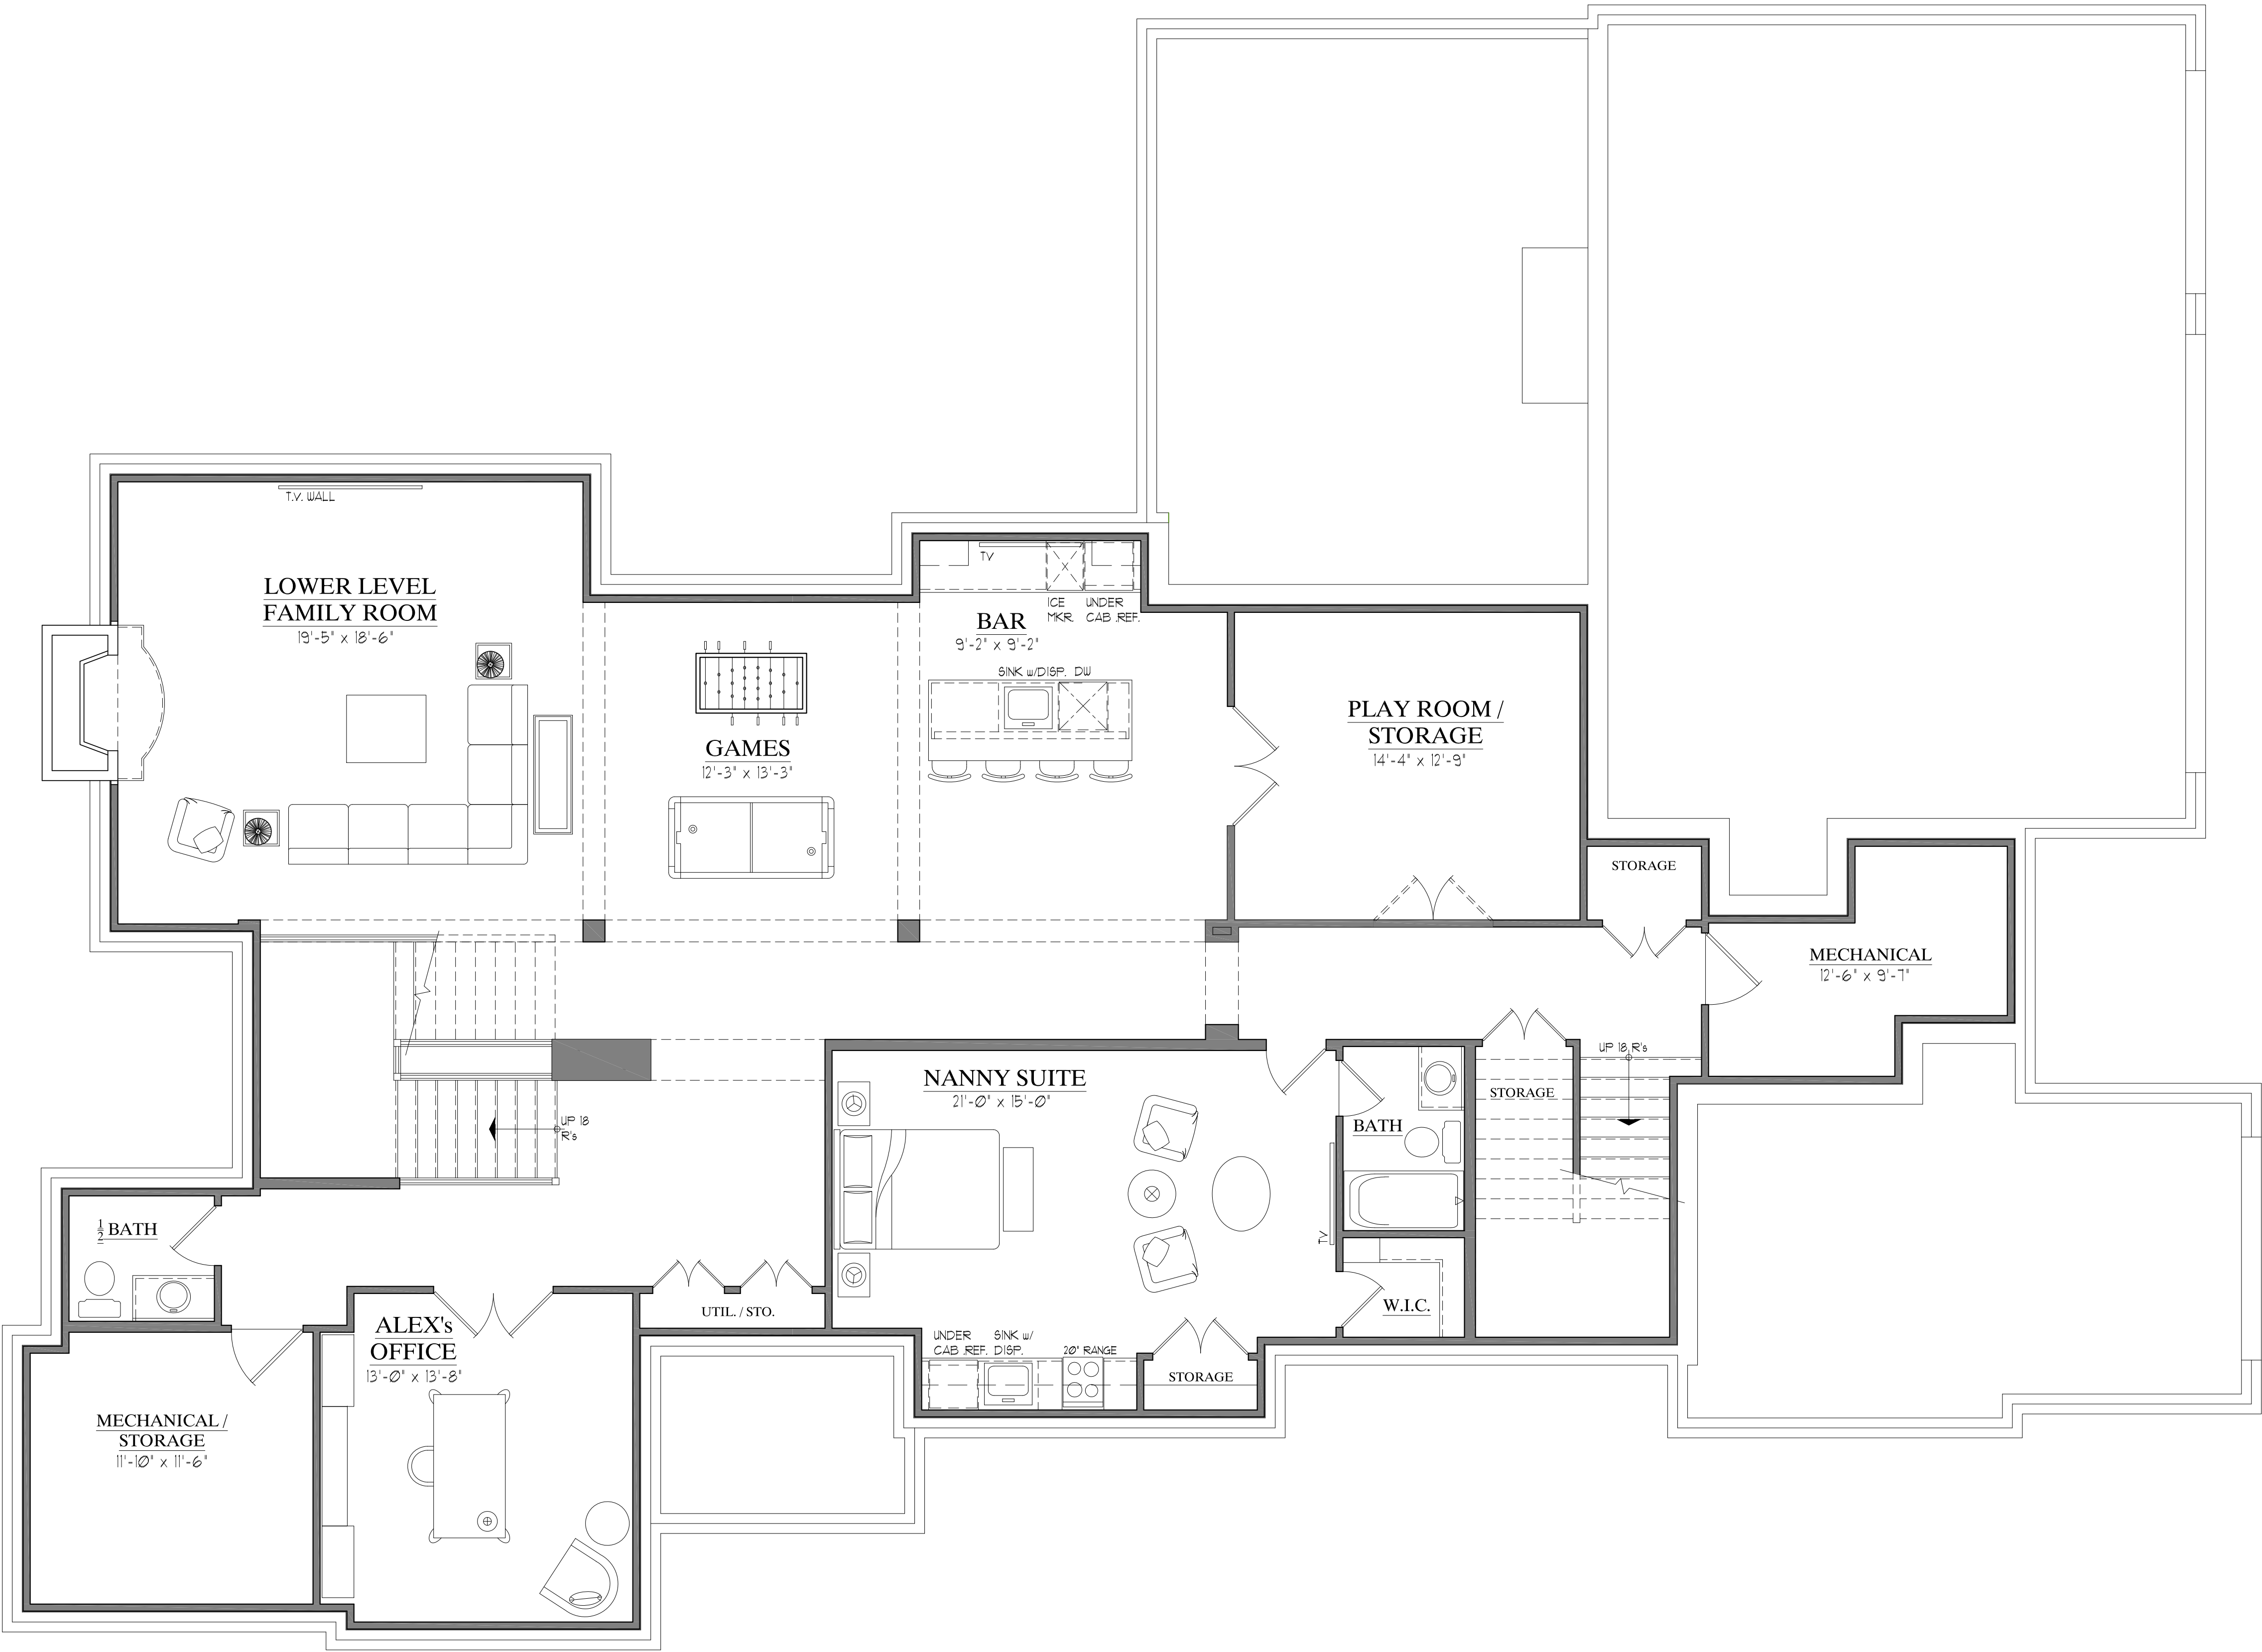 T.V. WALL
LOWER LEVEL
FAMILY ROOM
19'-5" x 18'-6"
TV
ICE
MKR.
UNDER
CAB .REF.
BAR
9'-2" x 9'-2"
SINK w/DISP. DW
GAMES
12'-3" x 13'-3"
PLAY ROOM /
STORAGE
14'-4" x 12'-9"
STORAGE
MECHANICAL
12'-6" x 9'-7"
UP 18 R's
STORAGE
NANNY SUITE
21'-0" x 15'-0"
BATH
UP 18
R's
TV
½ BATH
W.I.C.
UTIL. / STO.
ALEX's
OFFICE
13'-0" x 13'-8"
UNDER
CAB .REF.
SINK w/
DISP.
20" RANGE
STORAGE
MECHANICAL /
STORAGE
11'-10" x 11'-6"